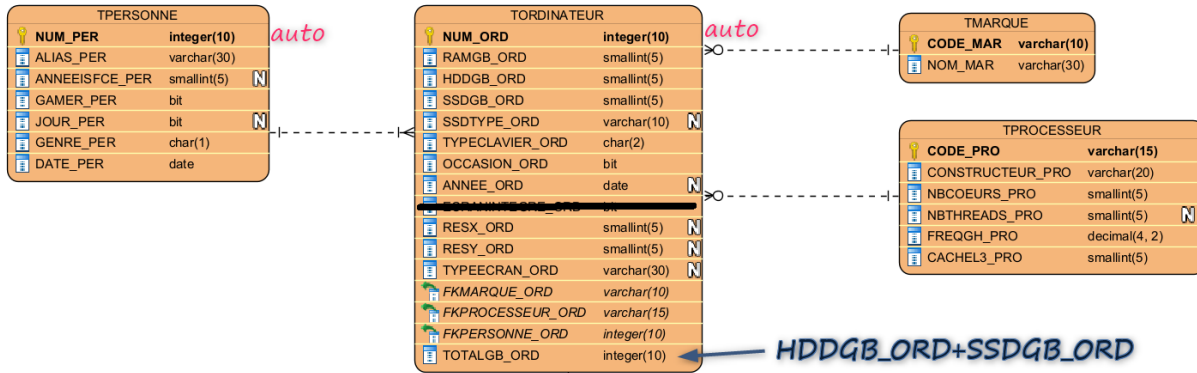 TPERSONNE
NUM_PER integer(10) auto
ALIAS_PER varchar(30)
ANNEEISFCE_PER smallint(5) N
GAMER_PER bit
JOUR_PER bit N
GENRE_PER char(1)
DATE_PER date
TORDINATEUR
NUM_ORD integer(10) auto
RAMGB_ORD smallint(5)
HDDGB_ORD smallint(5)
SSDGB_ORD smallint(5)
SSDTYPE_ORD varchar(10) N
TYPECLAVIER_ORD char(2)
OCCASION_ORD bit
ANNEE_ORD date N
ECRANINTEGRE_ORD bit
RESX_ORD smallint(5) N
RESY_ORD smallint(5) N
TYPEECRAN_ORD varchar(30) N
FKMARQUE_ORD varchar(10)
FKPROCESSEUR_ORD varchar(15)
FKPERSONNE_ORD integer(10)
TOTALGB_ORD integer(10)
HDDGB_ORD+SSDGB_ORD
TMARQUE
CODE_MAR varchar(10)
NOM_MAR varchar(30)
TPROCESSEUR
CODE_PRO varchar(15)
CONSTRUCTEUR_PRO varchar(20)
NBCOEURS_PRO smallint(5)
NBTHREADS_PRO smallint(5) N
FREQGH_PRO decimal(4, 2)
CACHEL3_PRO smallint(5)